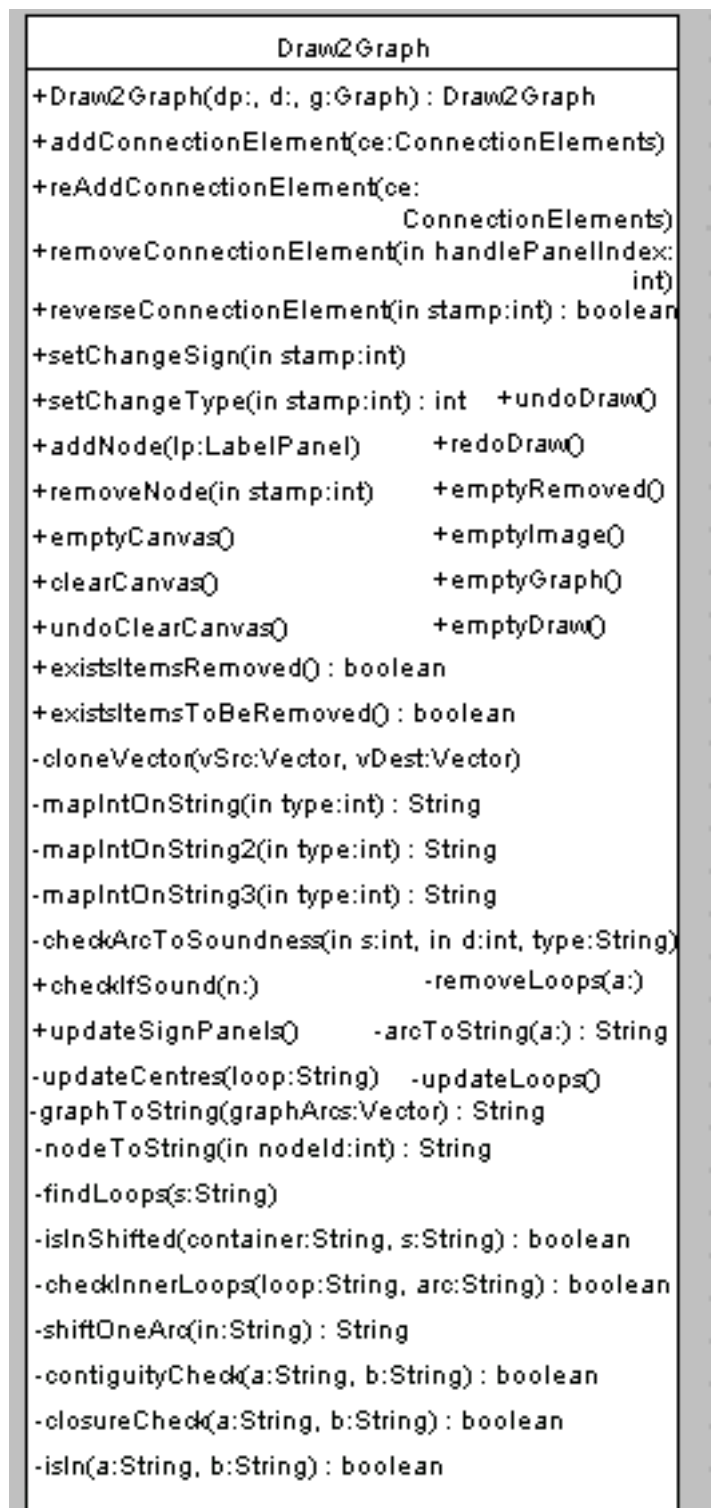 Draw2Graph
+Draw2Graph(dp:, d:, g:Graph) : Draw2Graph
+addConnectionElement(ce:ConnectionElements)
+reAddConnectionElement(ce:
ConnectionElements)
+removeConnectionElement(in handlePanelIndex:
int)
+reverseConnectionElement(in stamp:int) : boolean
+setChangeSign(in stamp:int)
+setChangeType(in stamp:int) : int +undoDraw()
+addNode(lp:LabelPanel) +redoDraw()
+removeNode(in stamp:int) +emptyRemoved()
+emptyCanvas() +emptyImage()
+clearCanvas() +emptyGraph()
+undoClearCanvas() +emptyDraw()
+existsItemsRemoved() : boolean
+existsItemsToBeRemoved() : boolean
-cloneVector(vSrc:Vector, vDest:Vector)
-mapIntOnString(in type:int) : String
-mapIntOnString2(in type:int) : String
-mapIntOnString3(in type:int) : String
-checkArcToSoundness(in s:int, in d:int, type:String)
+checkIfSound(n:) -removeLoops(a:)
+updateSignPanels() -arcToString(a:) : String
-updateCentres(loop:String) -updateLoops()
-graphToString(graphArcs:Vector) : String
-nodeToString(in nodeId:int) : String
-findLoops(s:String)
-isInShifted(container:String, s:String) : boolean
-checkInnerLoops(loop:String, arc:String) : boolean
-shiftOneArc(in:String) : String
-contiguityCheck(a:String, b:String) : boolean
-closureCheck(a:String, b:String) : boolean
-isIn(a:String, b:String) : boolean